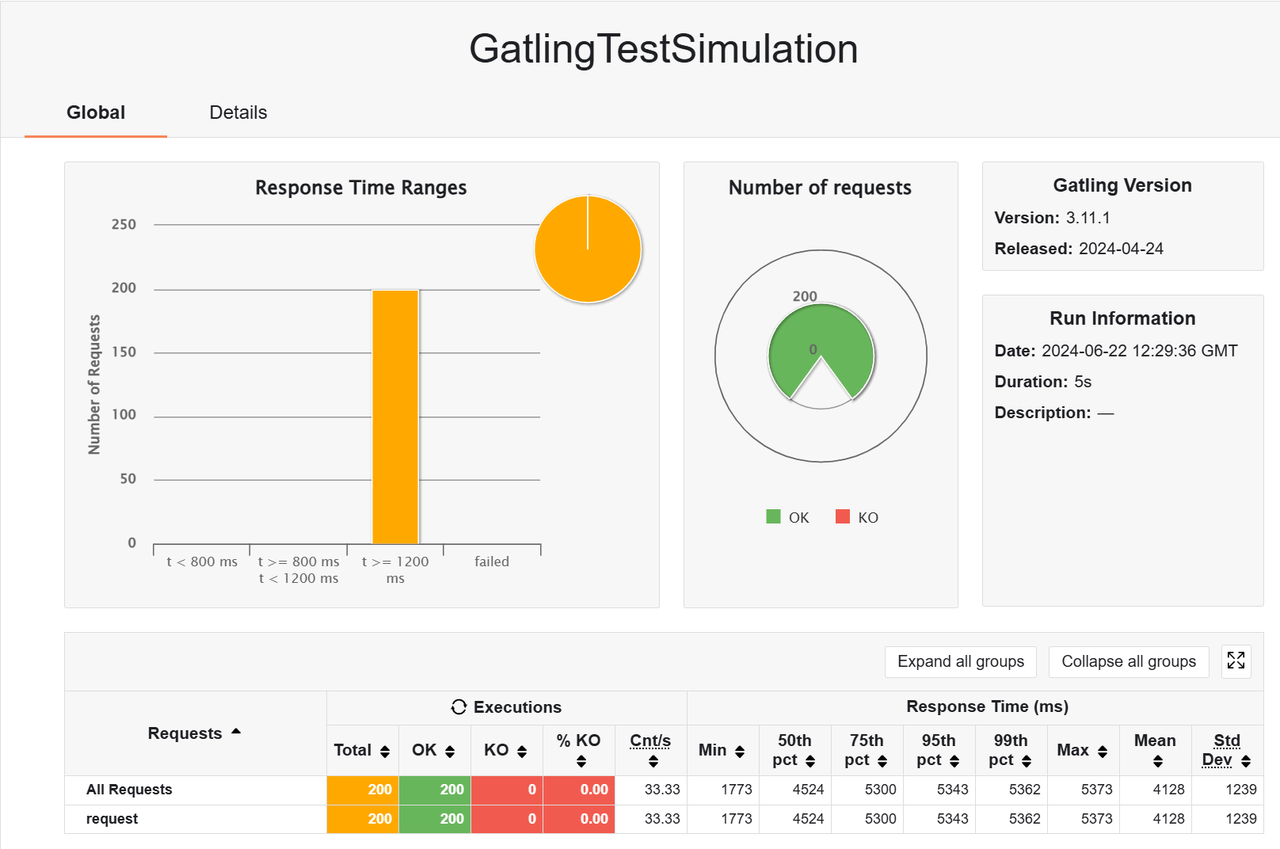 GatlingTestSimulation
Global Details
Response Time Ranges
250
200
150
100
50
0
Number of Requests
t < 800 ms
t >= 800 ms
t < 1200 ms
t >= 1200
ms
failed
Number of requests
200
0
OK KO
Gatling Version
Version: 3.11.1
Released: 2024-04-24
Run Information
Date: 2024-06-22 12:29:36 GMT
Duration: 5s
Description: —
Expand all groups Collapse all groups
Requests Executions Response Time (ms)
Total OK KO % KO Cnt/s Min 50th pct 75th pct 95th pct 99th pct Max Mean Std Dev
All Requests 200 200 0 0.00 33.33 1773 4524 5300 5343 5362 5373 4128 1239
request 200 200 0 0.00 33.33 1773 4524 5300 5343 5362 5373 4128 1239